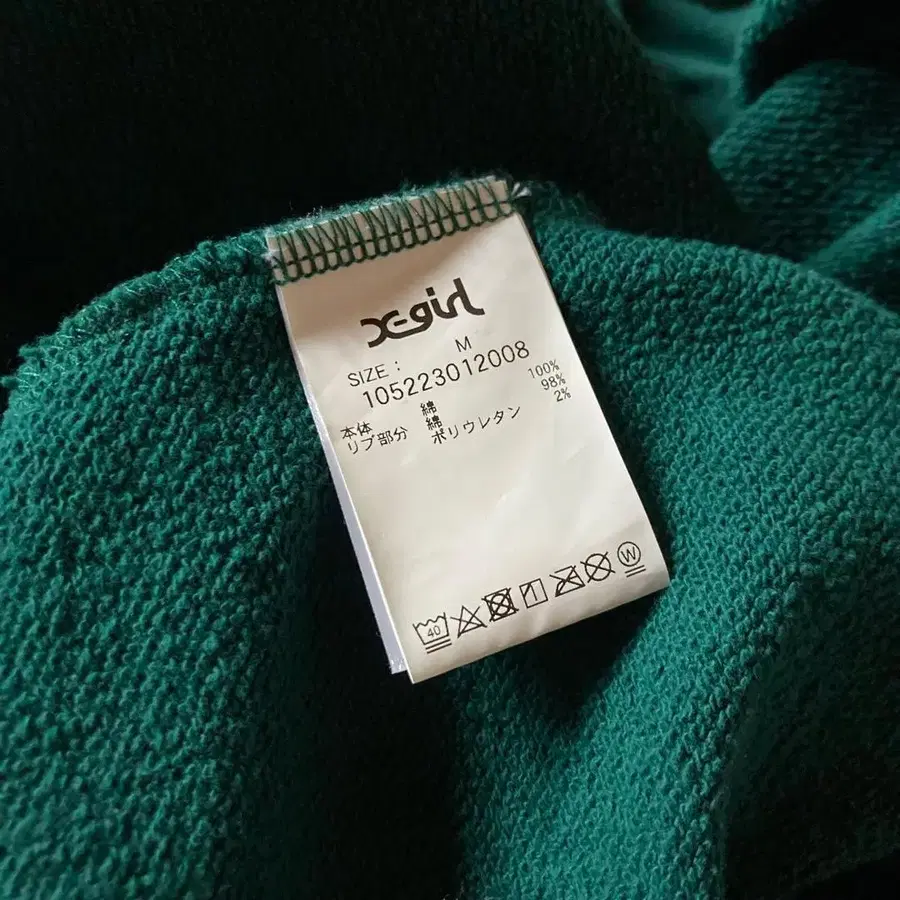 X-girl
SIZE : M
105223012008
本体 綿 100%
リブ部分 綿 98%
ポリウレタン 2%
40
W